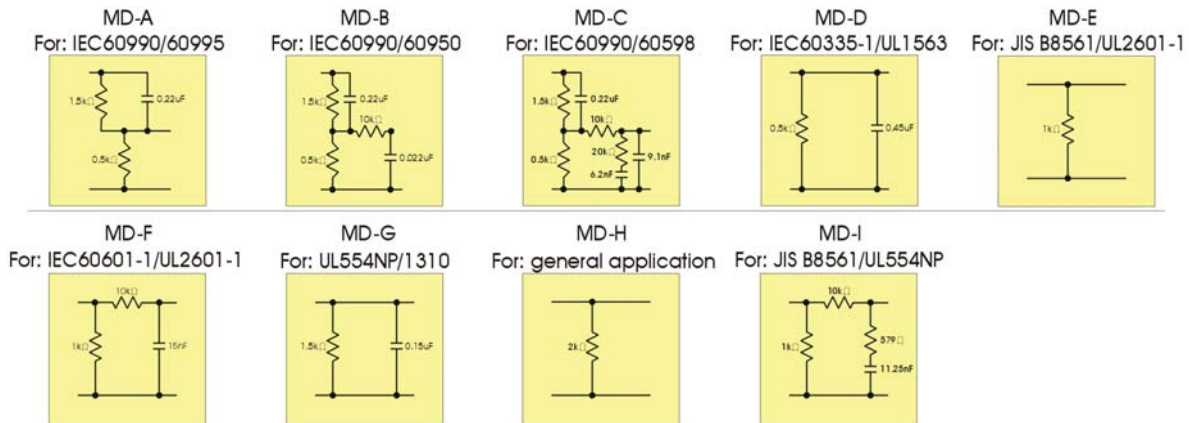 MD-A
For: IEC60990/60995
1.5kΩ
0.22uF
0.5kΩ
MD-B
For: IEC60990/60950
1.5kΩ
0.22uF
10kΩ
0.5kΩ
0.022uF
MD-C
For: IEC60990/60598
1.5kΩ
0.22uF
10kΩ
0.5kΩ
20kΩ
9.1nF
6.2nF
MD-D
For: IEC60335-1/UL1563
0.5kΩ
0.45uF
MD-E
For: JIS B8561/UL2601-1
1kΩ
MD-F
For: IEC60601-1/UL2601-1
10kΩ
1kΩ
15nF
MD-G
For: UL554NP/1310
1.5kΩ
0.15uF
MD-H
For: general application
2kΩ
MD-I
For: JIS B8561/UL554NP
10kΩ
1kΩ
579Ω
11.25nF